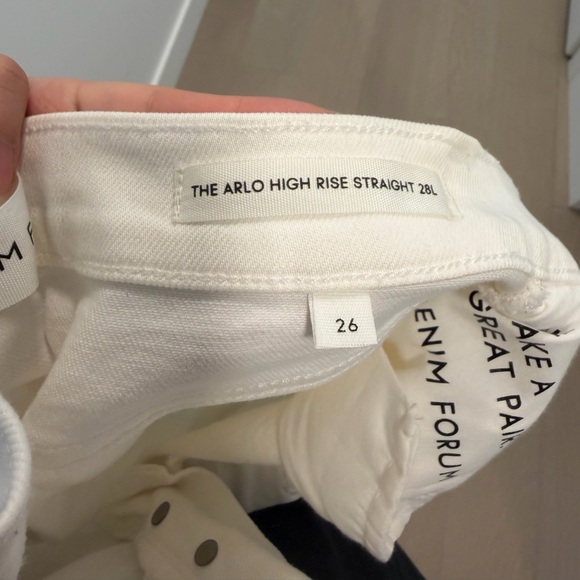 THE ARLO HIGH RISE STRAIGHT 28L
26
AKE A
GREAT PAI
EN'M FORUM
M